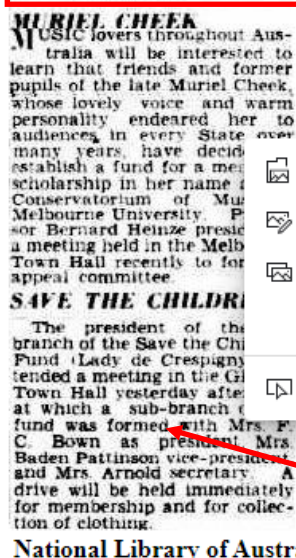 MURIEL CHEEK
MUSIC lovers throughout Aus-
tralia will be interested to
learn that friends and former
pupils of the late Muriel Cheek,
whose lovely voice and warm
personality endeared her to
audiences in every State over
many years, have decid
establish a fund for a me
scholarship in her name
Conservatorium of Mu
Melbourne University. P
sor Bernard Heinze presid
a meeting held in the Melb
Town Hall recently to for
appeal committee.
SAVE THE CHILDR
The president of the
branch of the Save the Chi
Fund (Lady de Crespigny
tended a meeting in the Gl
Town Hall yesterday afte
at which a sub-branch
fund was formed with Mrs. F.
C. Bown as president, Mrs.
Baden Pattinson vice-president,
and Mrs. Arnold secretary. A
drive will be held immediately
for membership and for collec-
tion of clothing.
National Library of Austr